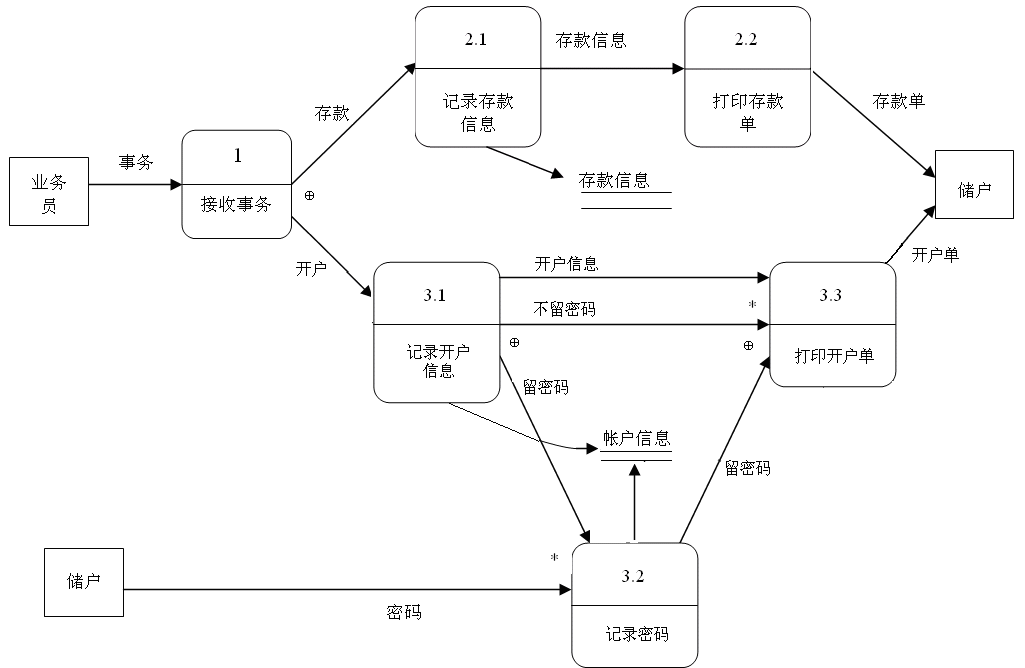 2.1
记录存款
信息
存款信息
2.2
打印存款
单
存款
存款单
事务
1
接收事务
业务
员
⊕
存款信息
储户
开户
开户单
3.1
记录开户
信息
开户信息
不留密码
*
⊕
⊕
3.3
打印开户单
留密码
帐户信息
留密码
储户
*
密码
3.2
记录密码